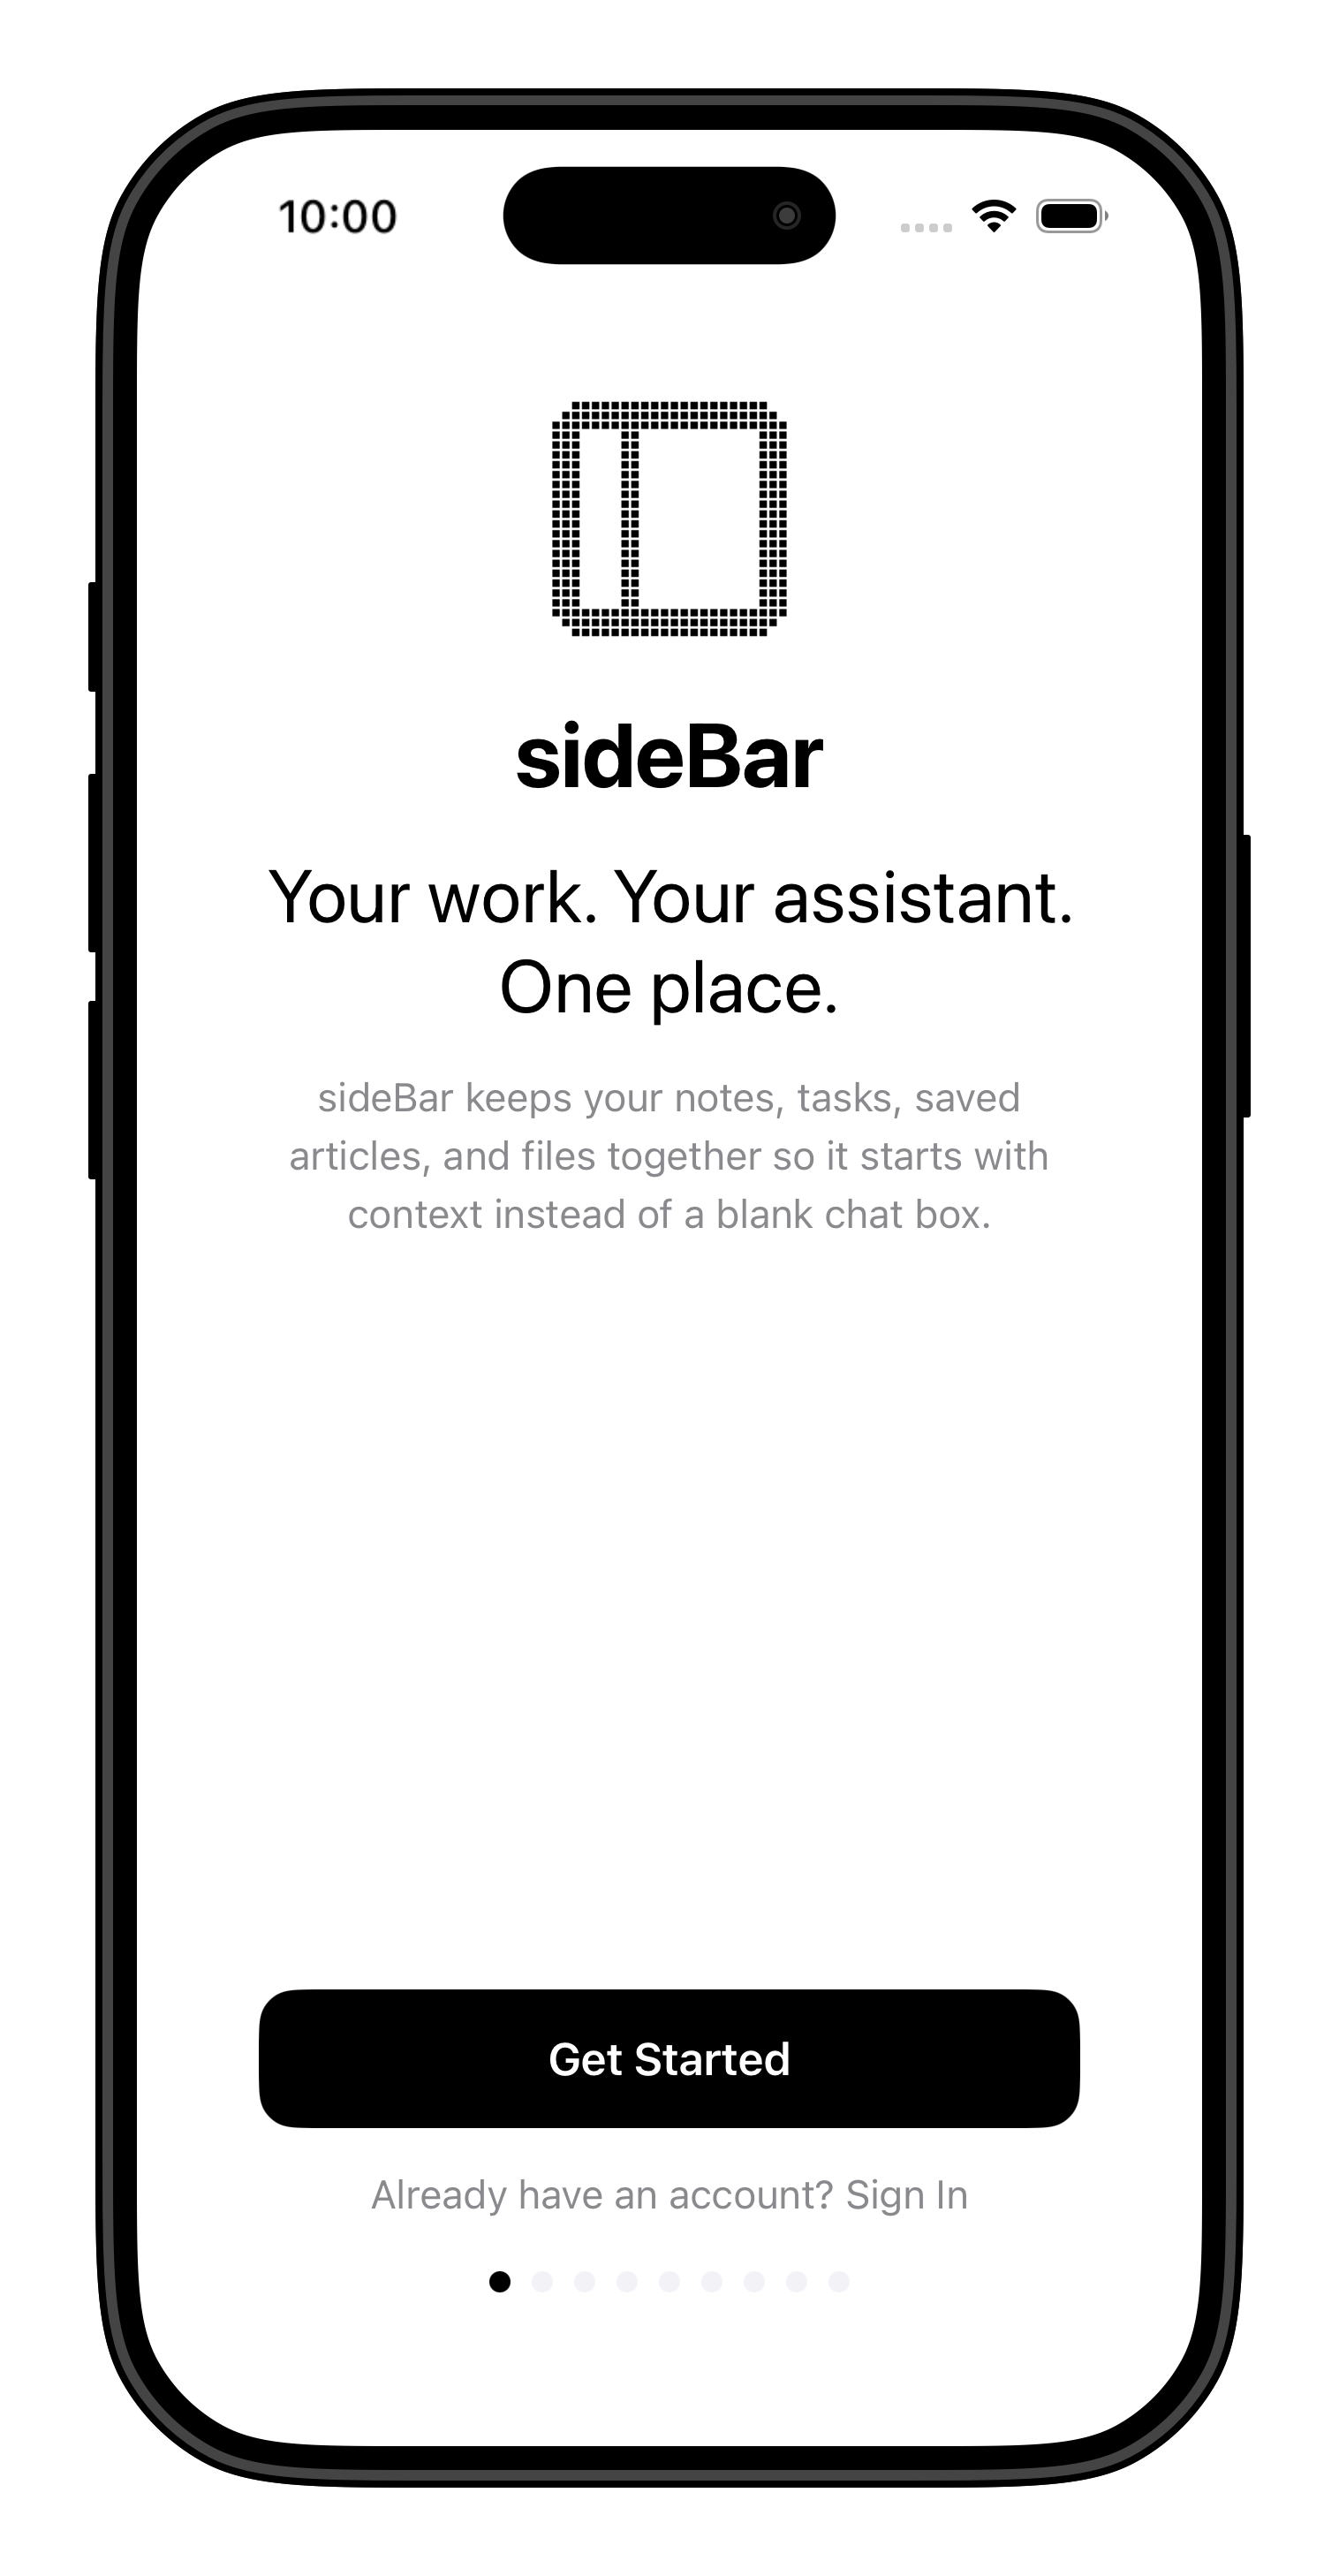 10:00
sideBar
Your work. Your assistant.
One place.
sideBar keeps your notes, tasks, saved
articles, and files together so it starts with
context instead of a blank chat box.
Get Started
Already have an account? Sign In